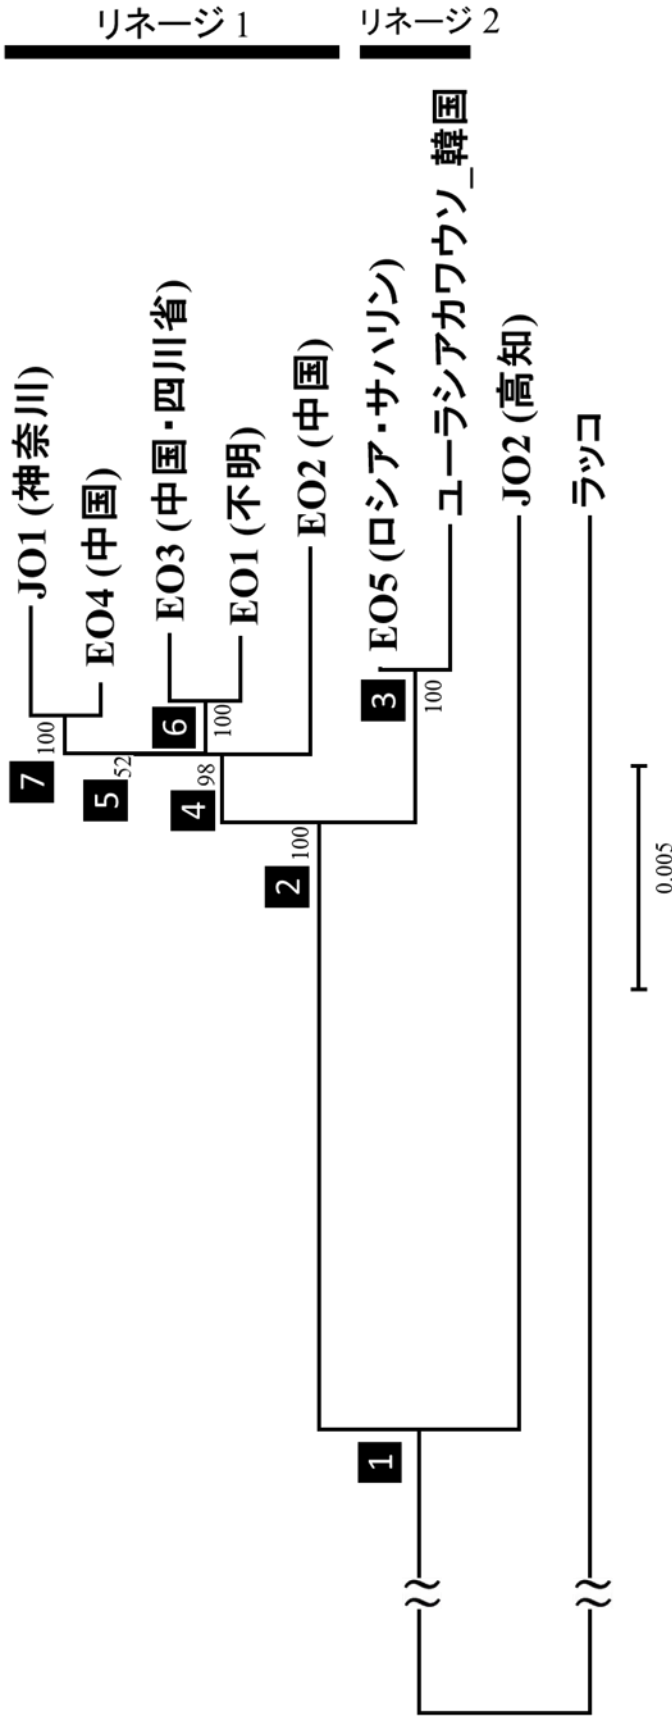 リネージ 1
リネージ 2
JO1 (神奈川)
EO4 (中国)
EO3 (中国・四川省)
EO1 (不明)
EO2 (中国)
EO5 (ロシア・サハリン)
ユーラシアカワウソ_韓国
JO2 (高知)
ラッコ
7
100
5
52
6
100
4
98
3
100
2
100
1
0.005